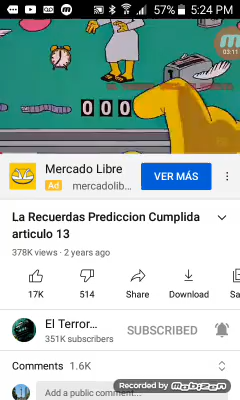 57% 5:24 PM
03:11
000
Mercado Libre
Ad mercadolib...
VER MÁS
La Recuerdas Prediccion Cumplida
articulo 13
378K views · 2 years ago
17K 514 Share Download Sa
El Terror...
351K subscribers
SUBSCRIBED
Comments 1.6K
Recorded by Mobizen
Add a public comment...